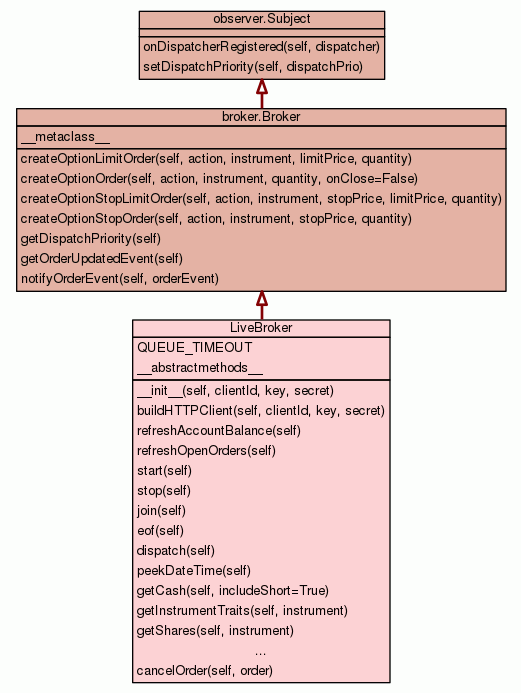 observer.Subject
onDispatcherRegistered(self, dispatcher)
setDispatchPriority(self, dispatchPrio)
broker.Broker
__metaclass__
createOptionLimitOrder(self, action, instrument, limitPrice, quantity)
createOptionOrder(self, action, instrument, quantity, onClose=False)
createOptionStopLimitOrder(self, action, instrument, stopPrice, limitPrice, quantity)
createOptionStopOrder(self, action, instrument, stopPrice, quantity)
getDispatchPriority(self)
getOrderUpdatedEvent(self)
notifyOrderEvent(self, orderEvent)
LiveBroker
QUEUE_TIMEOUT
__abstractmethods__
__init__(self, clientId, key, secret)
buildHTTPClient(self, clientId, key, secret)
refreshAccountBalance(self)
refreshOpenOrders(self)
start(self)
stop(self)
join(self)
eof(self)
dispatch(self)
peekDateTime(self)
getCash(self, includeShort=True)
getInstrumentTraits(self, instrument)
getShares(self, instrument)
...
cancelOrder(self, order)